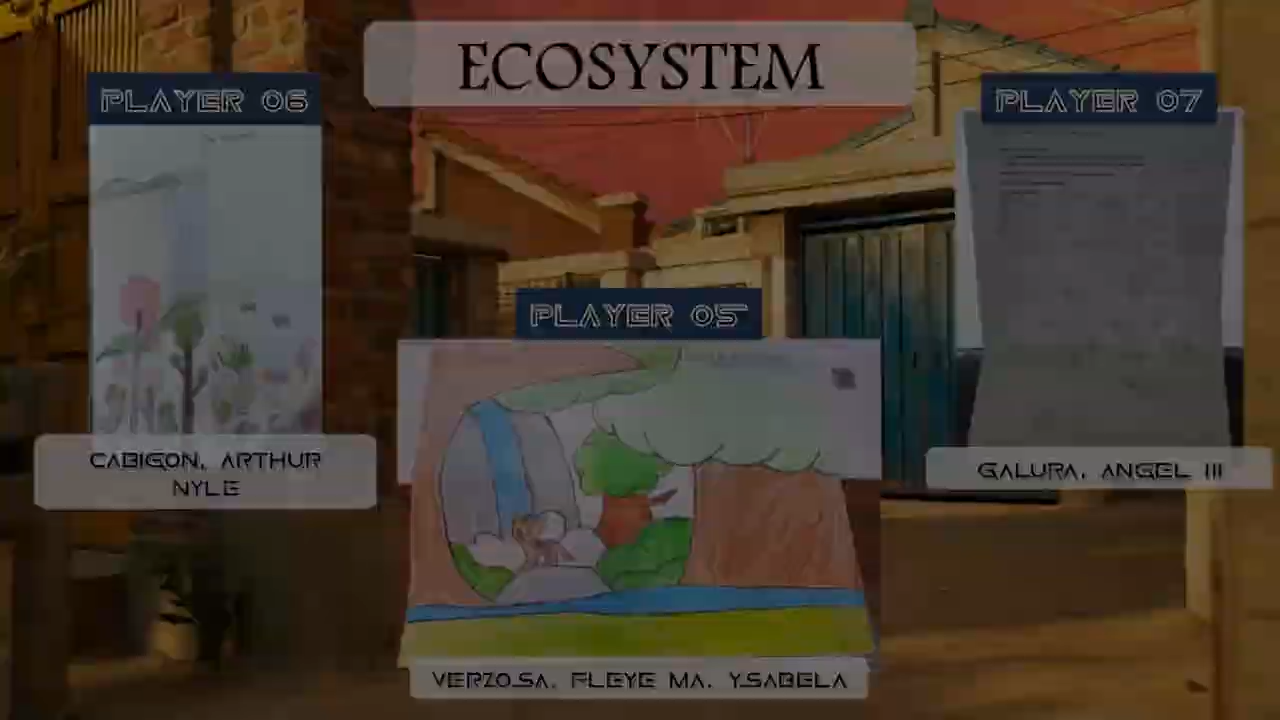 ECOSYSTEM
PLAYER 06
PLAYER 07
PLAYER 05
CABIGON, ARTHUR
NYLE
GALURA, ANGEL III
VERZOSA, FLEYE MA. YSABELA